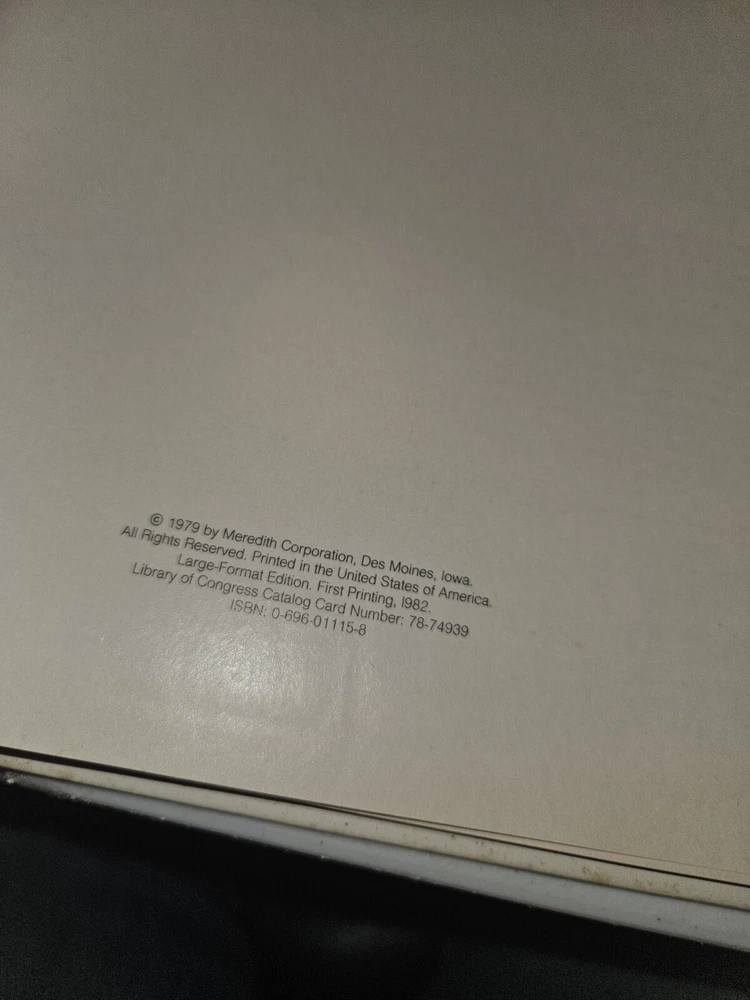 © 1979 by Meredith Corporation, Des Moines, Iowa.
All Rights Reserved. Printed in the United States of America.
Large-Format Edition. First Printing, l982.
Library of Congress Catalog Card Number: 78-74939
ISBN: 0-696-01115-8